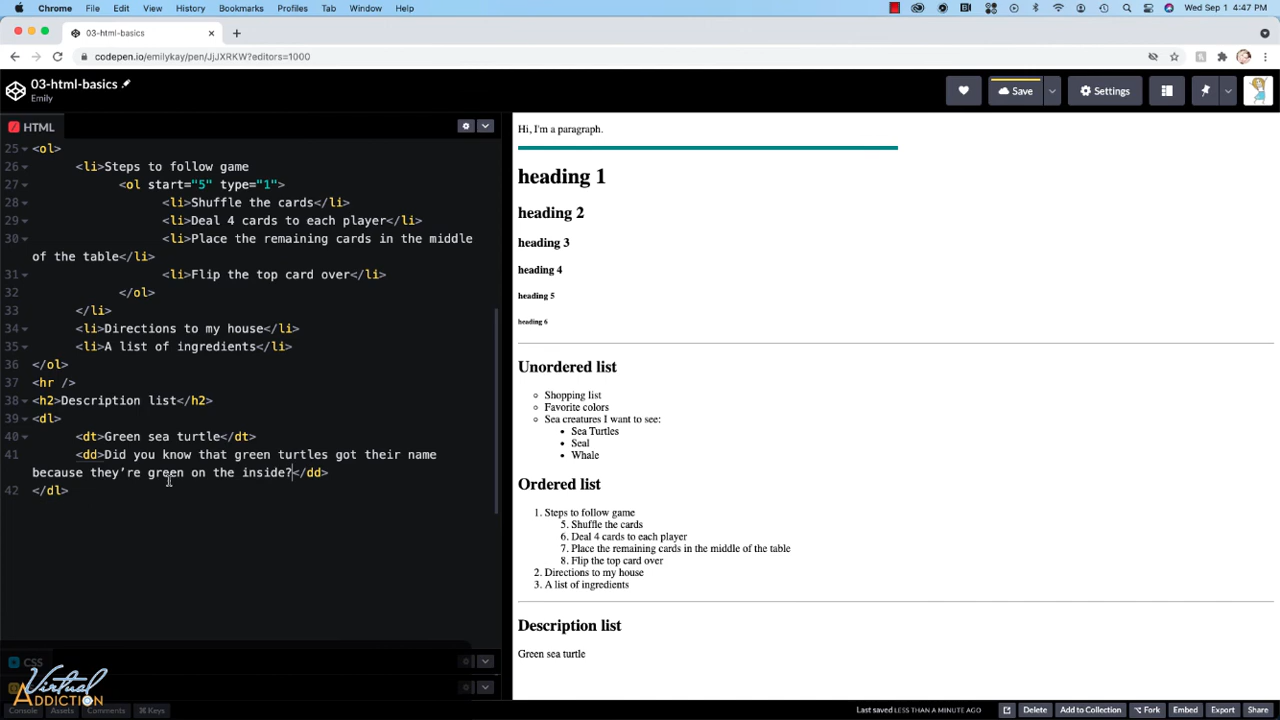 Chrome File Edit View History Bookmarks Profiles Tab Window Help Wed Sep 1 4:47 PM
03-html-basics
codepen.io/emilykay/pen/JjJXRKW?editors=1000
03-html-basics
Emily
Save
Settings
HTML
25 <ol>
26 <li>Steps to follow game
27 <ol start="5" type="1">
28 <li>Shuffle the cards</li>
29 <li>Deal 4 cards to each player</li>
30 <li>Place the remaining cards in the middle
of the table</li>
31 <li>Flip the top card over</li>
32 </ol>
33 </li>
34 <li>Directions to my house</li>
35 <li>A list of ingredients</li>
36 </ol>
37 <hr />
38 <h2>Description list</h2>
39 <dl>
40 <dt>Green sea turtle</dt>
41 <dd>Did you know that green turtles got their name
because they’re green on the inside?</dd>
42 </dl>
CSS
Virtual
ADDICTION
Console Assets Comments ⌘ Keys
Hi, I'm a paragraph.
heading 1
heading 2
heading 3
heading 4
heading 5
heading 6
Unordered list
Shopping list
Favorite colors
Sea creatures I want to see:
Sea Turtles
Seal
Whale
Ordered list
1. Steps to follow game
5. Shuffle the cards
6. Deal 4 cards to each player
7. Place the remaining cards in the middle of the table
8. Flip the top card over
2. Directions to my house
3. A list of ingredients
Description list
Green sea turtle
Last saved LESS THAN A MINUTE AGO Delete Add to Collection Fork Embed Export Share